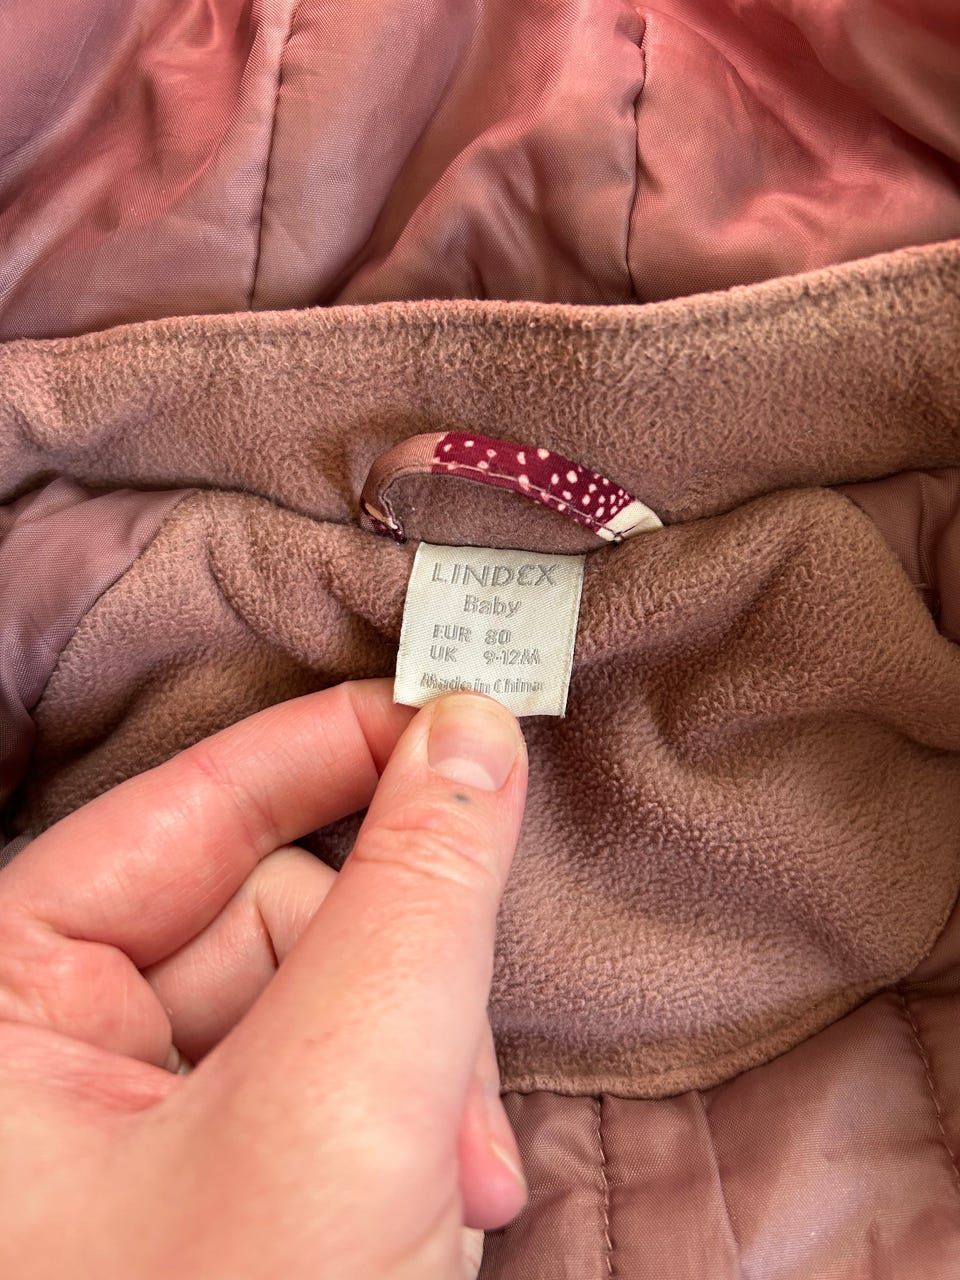 LINDEX
Baby
EUR 80
UK 9-12M
Made in China